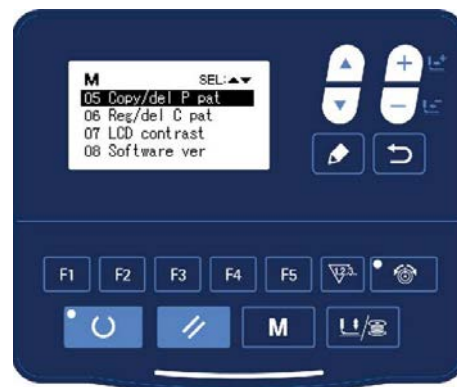 M SEL:▲▼
05 Copy/del P pat
06 Reg/del C pat
07 LCD contrast
08 Software ver
F1 F2 F3 F4 F5 123..
M